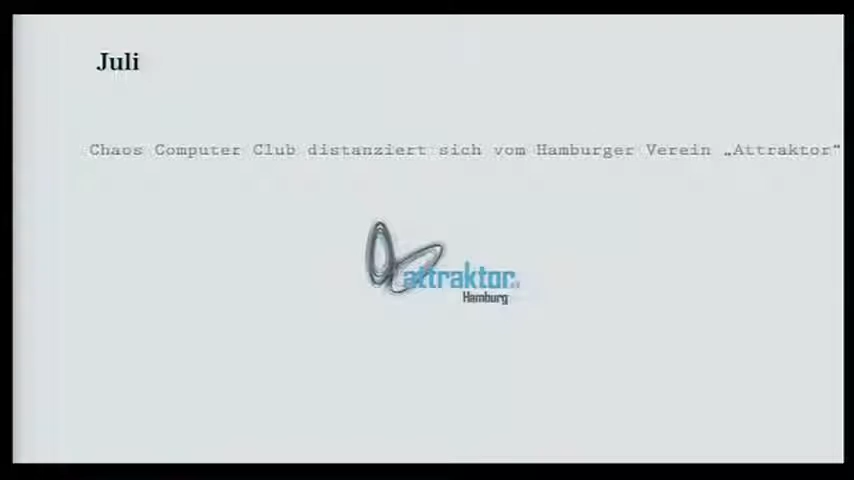 Juli
Chaos Computer Club distanziert sich vom Hamburger Verein „Attraktor“
attraktor
Hamburg